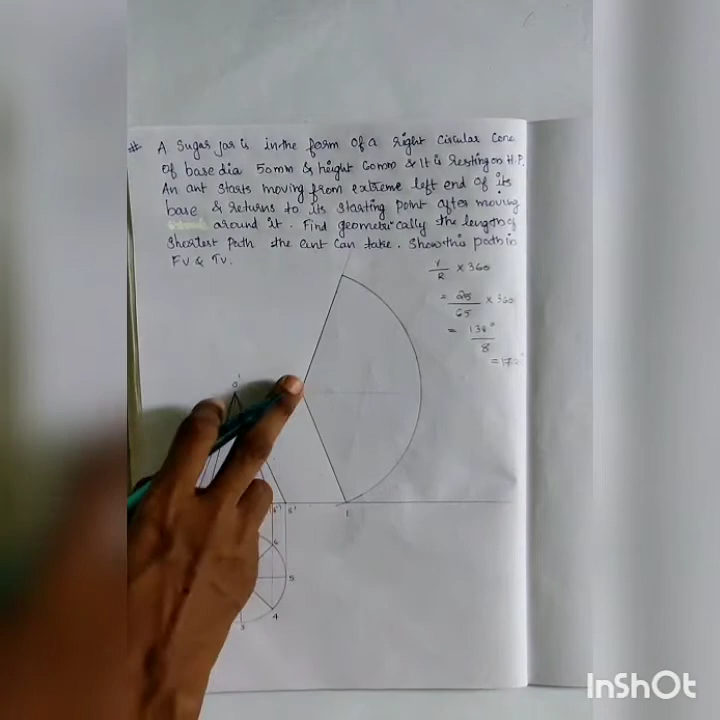 # A Sugar jar is in the form of a right Circular Cone
of base dia 50mm & height 60mm & It is Resting on H.P.
An ant starts moving from extreme left end of its
base & returns to its starting point after moving
around it. Find geometrically the length of
Shortest Path the ant can take. Show this path in
FV & TV.
r/R × 360
= 25/65 × 360
= 138°
8
= 17
o'
6' 5'
1
6
5
4
3
InShOt